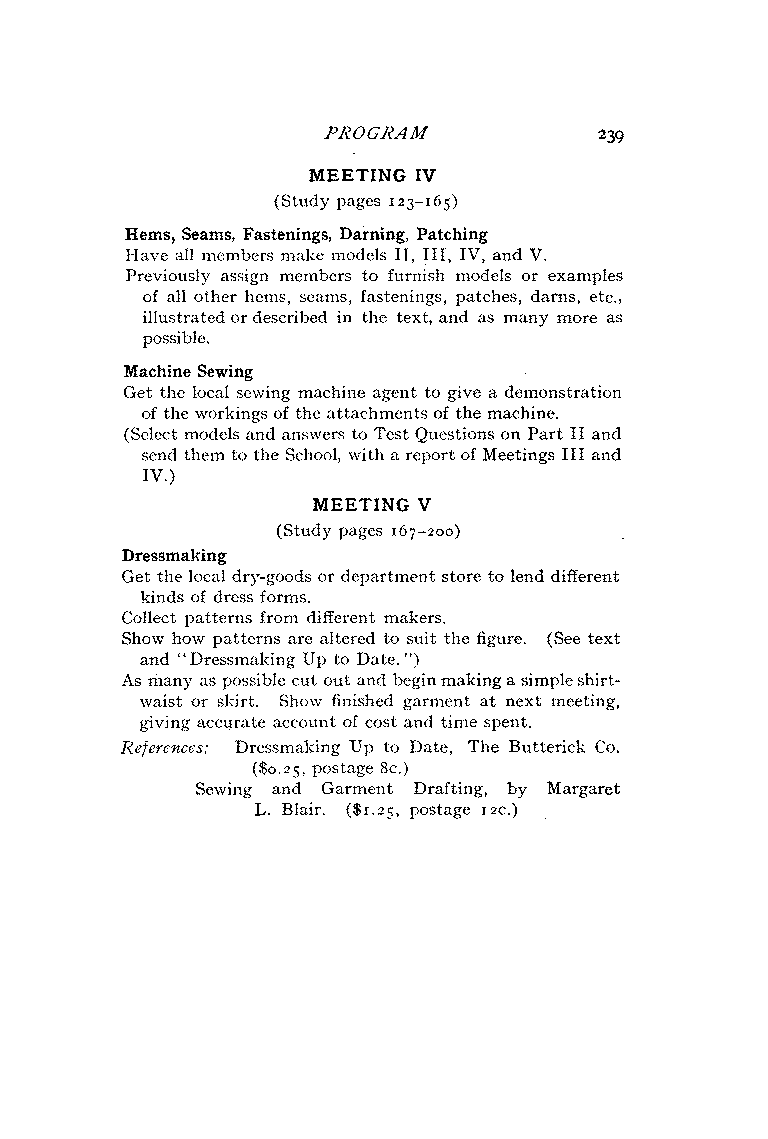 PROGRAM 239
MEETING IV
(Study pages 123-165)
Hems, Seams, Fastenings, Darning, Patching
Have all members make models II, III, IV, and V.
Previously assign members to furnish models or examples
of all other hems, seams, fastenings, patches, darns, etc.,
illustrated or described in the text, and as many more as
possible.
Machine Sewing
Get the local sewing machine agent to give a demonstration
of the workings of the attachments of the machine.
(Select models and answers to Test Questions on Part II and
send them to the School, with a report of Meetings III and
IV.)
MEETING V
(Study pages 167-200)
Dressmaking
Get the local dry-goods or department store to lend different
kinds of dress forms.
Collect patterns from different makers.
Show how patterns are altered to suit the figure. (See text
and "Dressmaking Up to Date.")
As many as possible cut out and begin making a simple shirt-
waist or skirt. Show finished garment at next meeting,
giving accurate account of cost and time spent.
References: Dressmaking Up to Date, The Butterick Co.
($0.25, postage 8c.)
Sewing and Garment Drafting, by Margaret
L. Blair. ($1.25, postage 12c.)